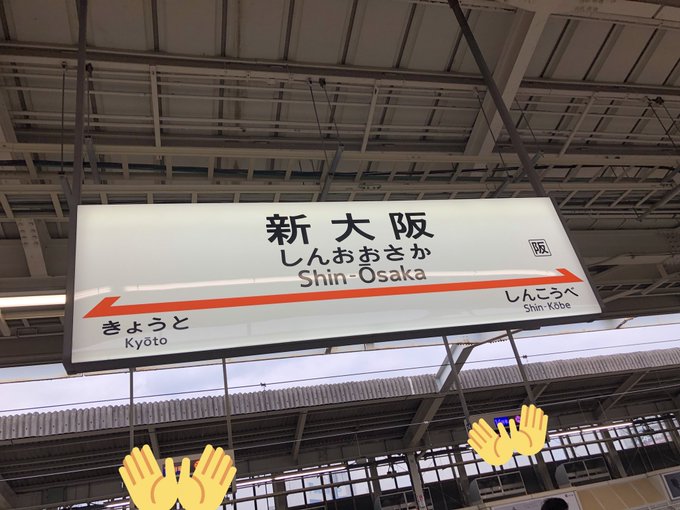 新大阪
しんおおさか
Shin-Ōsaka
阪
きょうと
Kyōto
しんこうべ
Shin-Kōbe